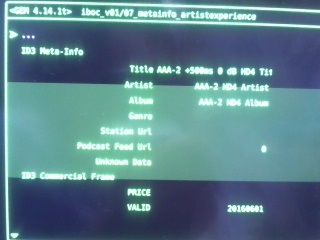 <GEM 4.14.1t> iboc_v01/07_metainfo_artistexperience
> ...
ID3 Meta-Info
Title AAA-2 +500ms 0 dB HD4 Tit
Artist AAA-2 HD4 Artist
Album AAA-2 HD4 Album
Genre
Station Url
Podcast Feed Url 0
Unknown Data
ID3 Commercial Frame
PRICE
VALID 20160601